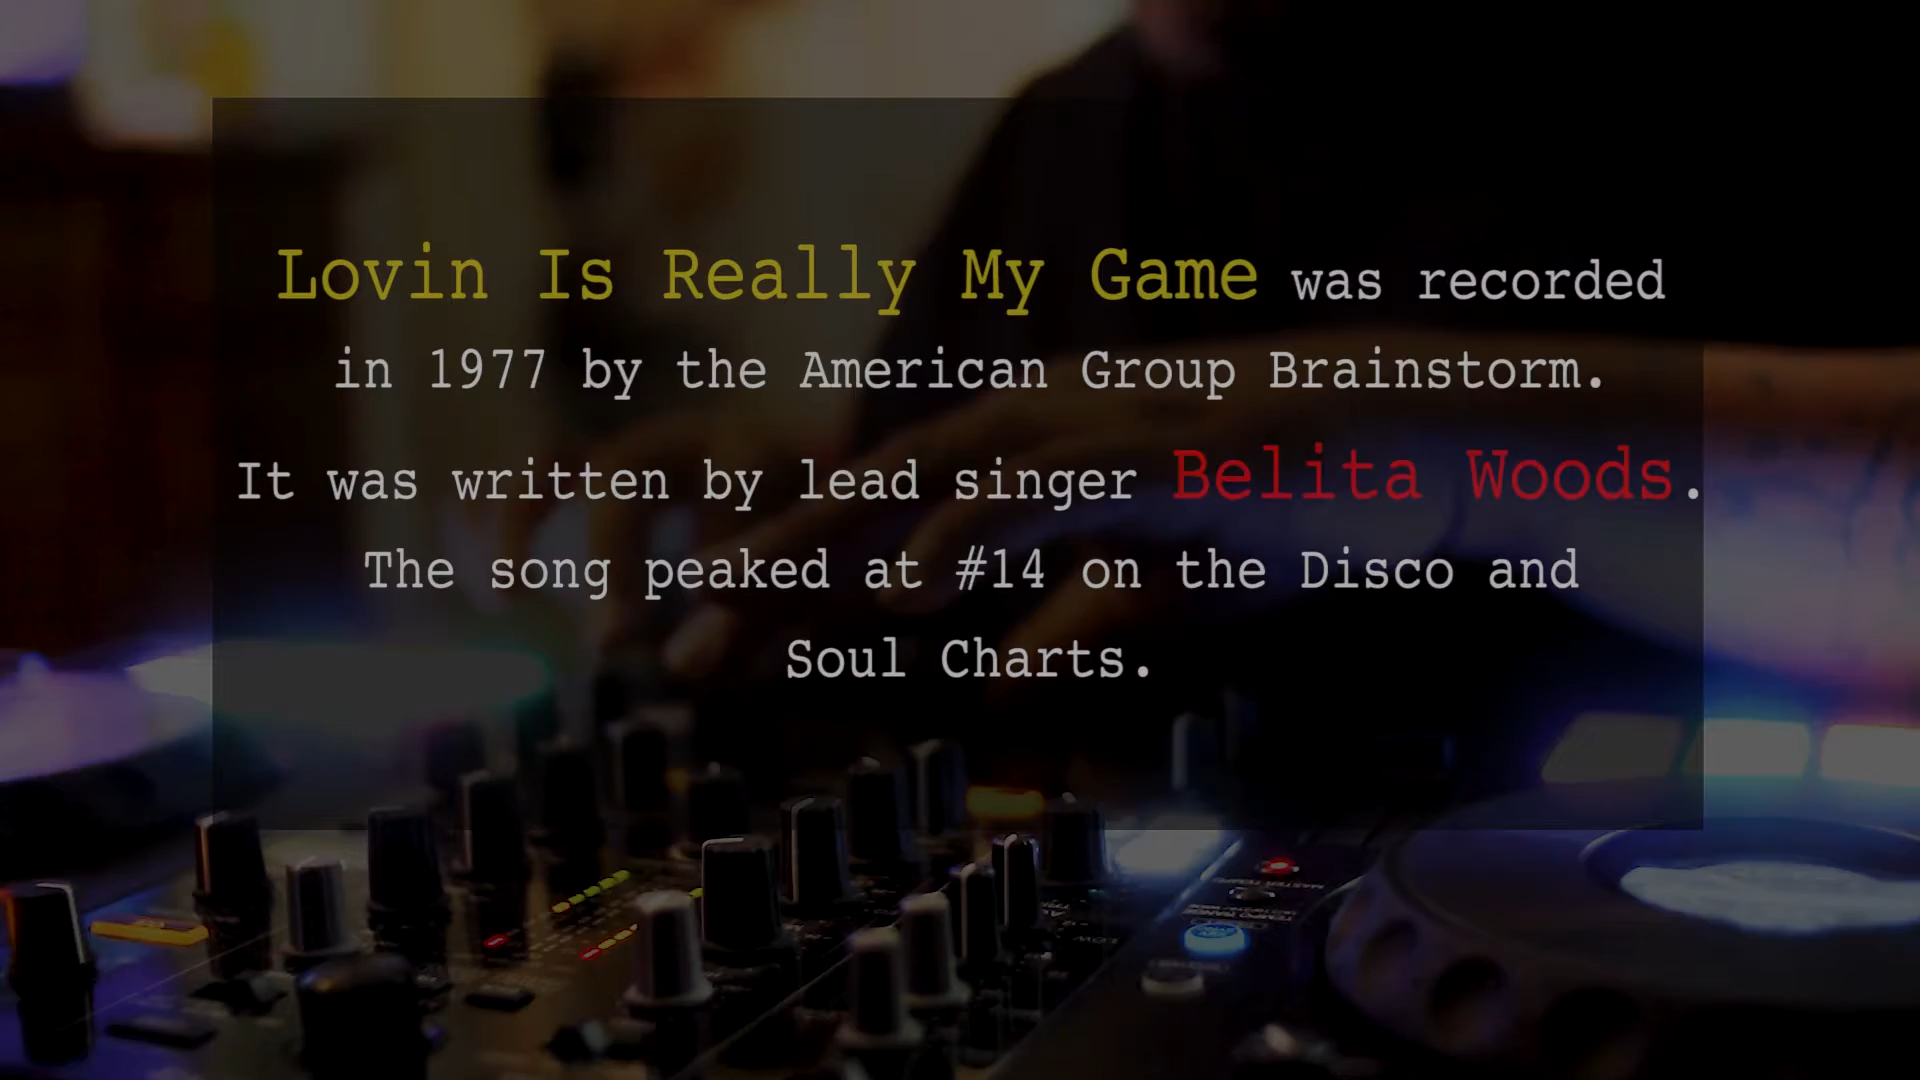 Lovin Is Really My Game was recorded
in 1977 by the American Group Brainstorm.
It was written by lead singer Belita Woods.
The song peaked at #14 on the Disco and
Soul Charts.